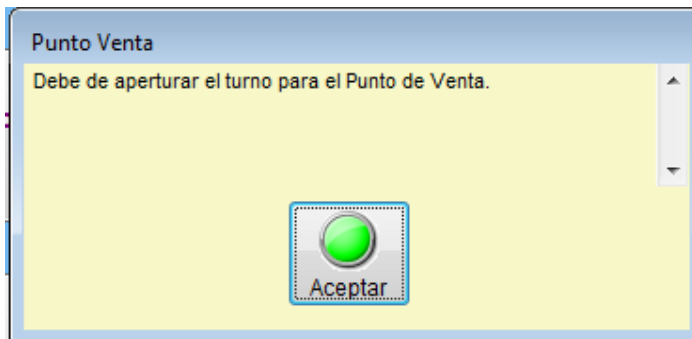 Punto Venta
Debe de aperturar el turno para el Punto de Venta.
Aceptar